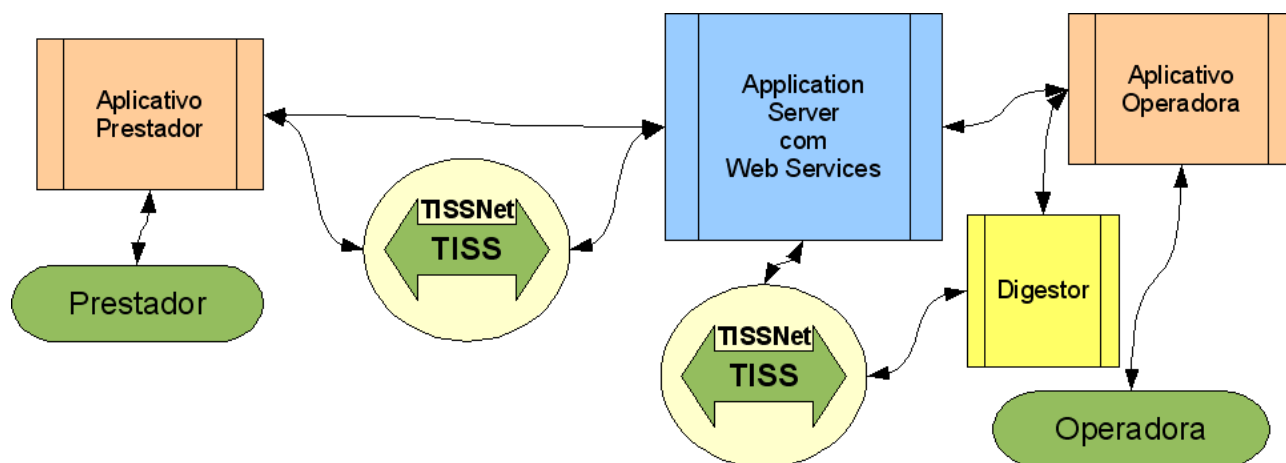 Aplicativo
Prestador
Prestador
TISSNet
TISS
Application
Server
com
Web Services
TISSNet
TISS
Aplicativo
Operadora
Digestor
Operadora